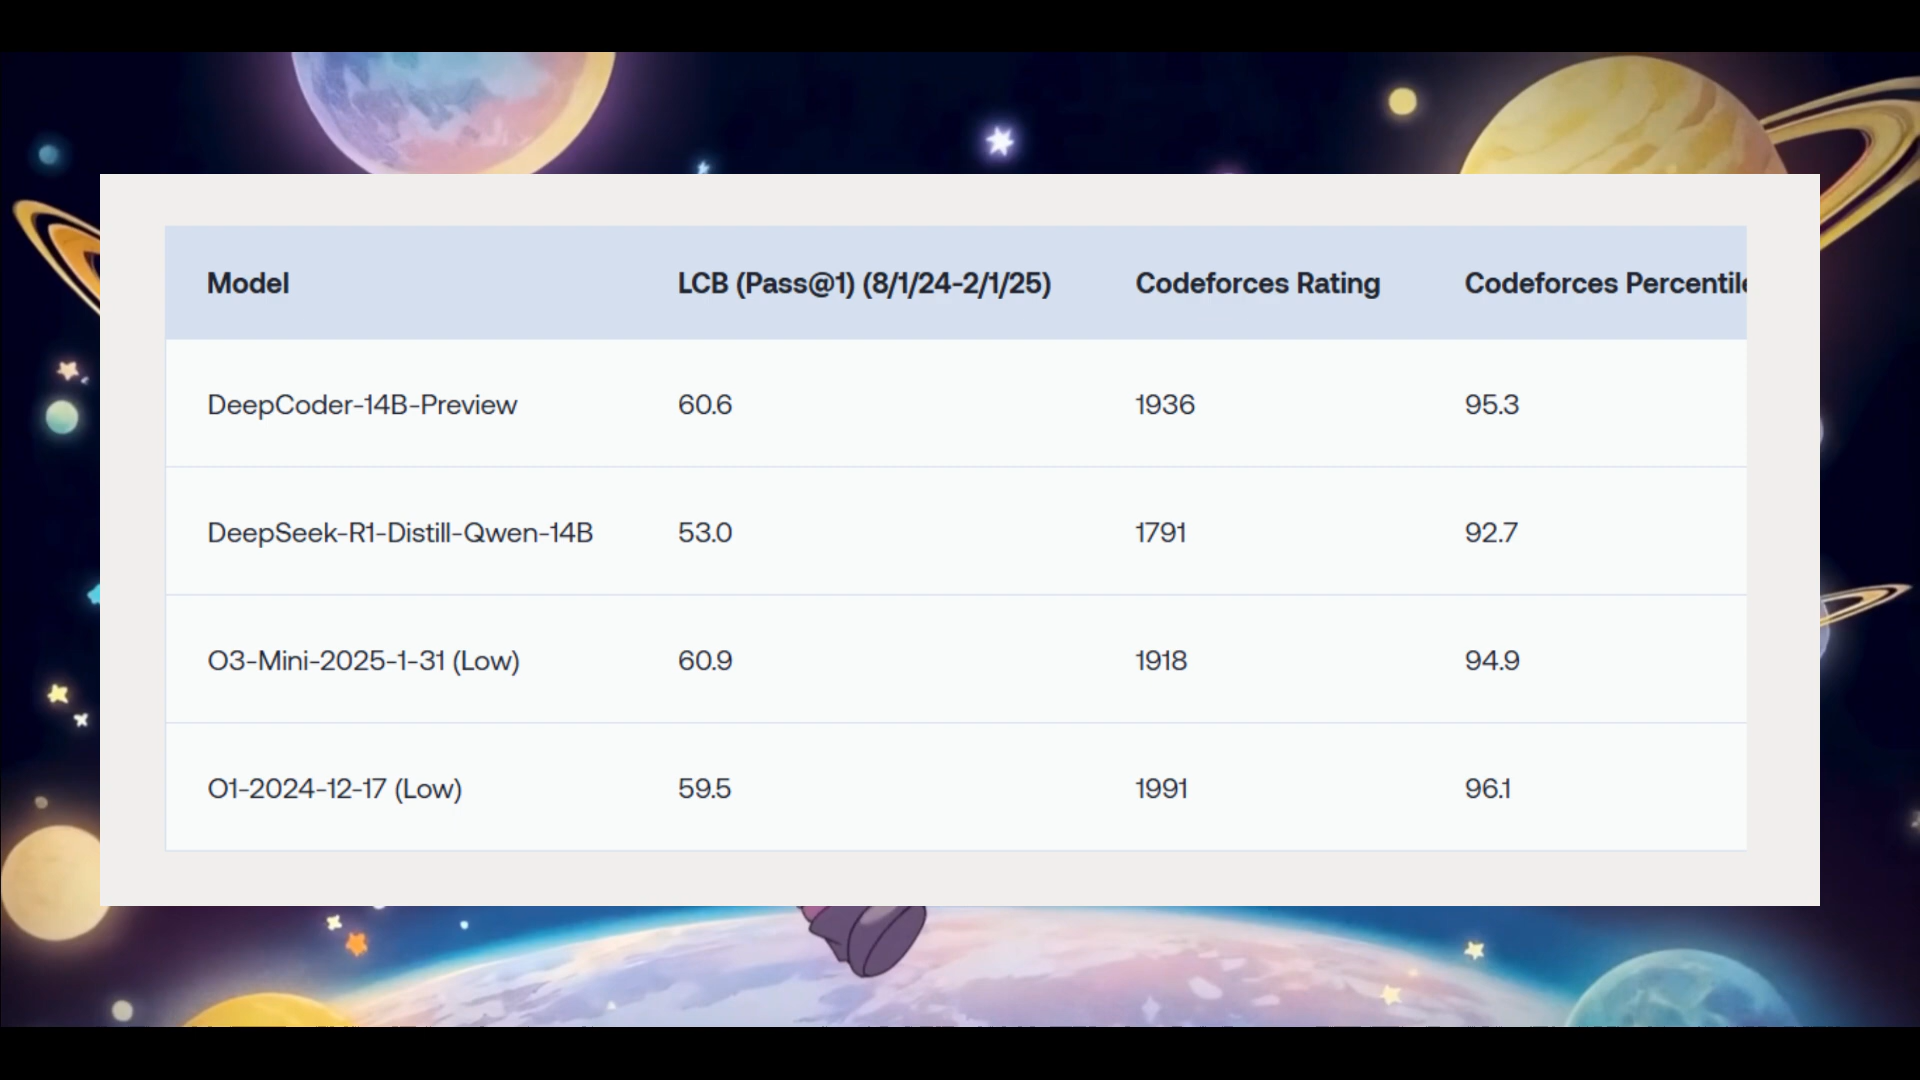 Model LCB (Pass@1) (8/1/24-2/1/25) Codeforces Rating Codeforces Percentile
DeepCoder-14B-Preview 60.6 1936 95.3
DeepSeek-R1-Distill-Qwen-14B 53.0 1791 92.7
O3-Mini-2025-1-31 (Low) 60.9 1918 94.9
O1-2024-12-17 (Low) 59.5 1991 96.1